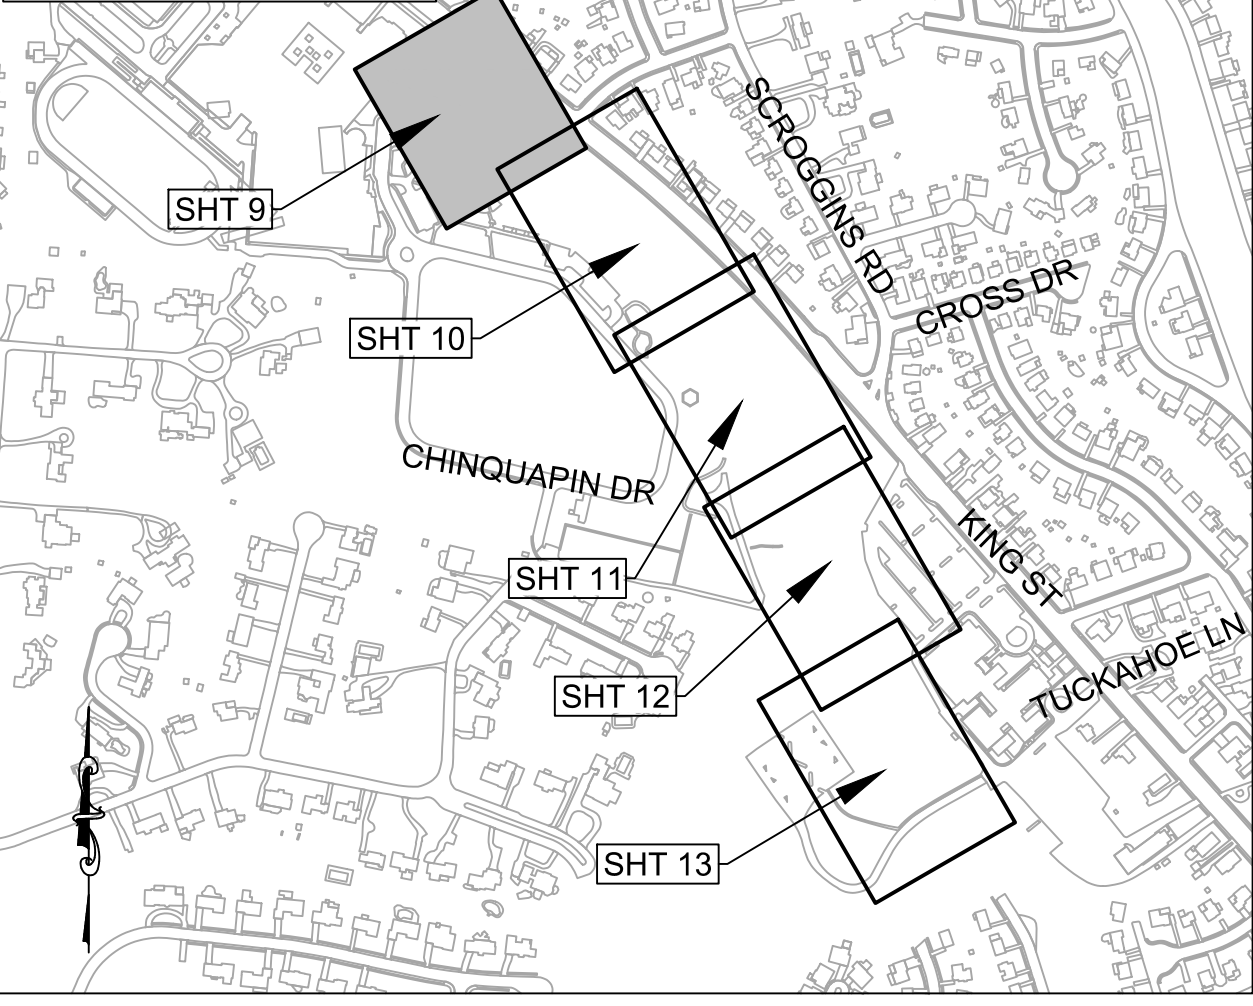 SCROGGINS RD
SHT 9
CROSS DR
SHT 10
CHINQUAPIN DR
KING ST
SHT 11
TUCKAHOE LN
SHT 12
SHT 13